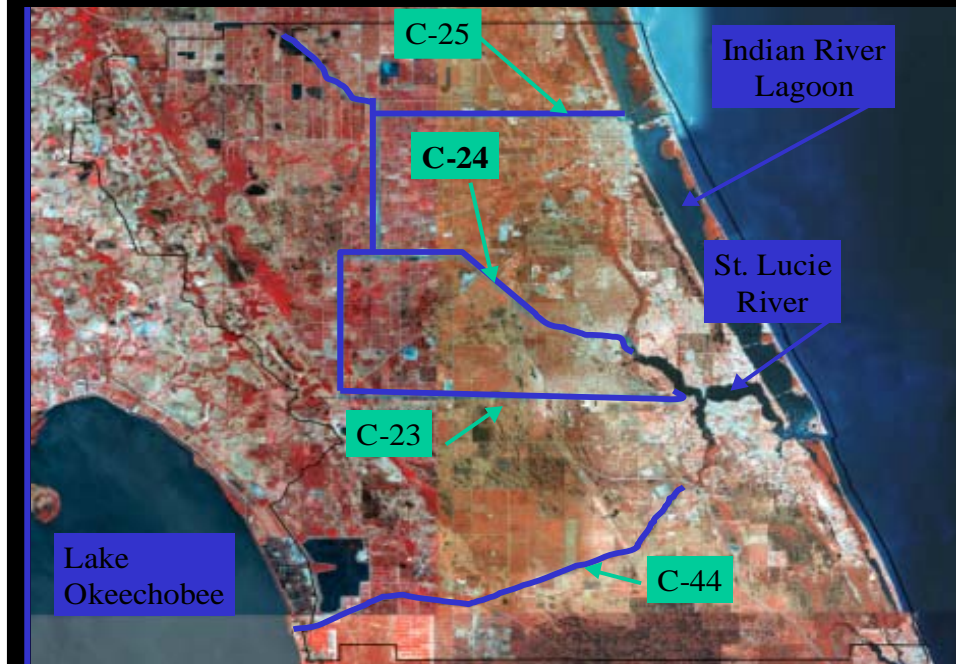 C-25
Indian River
Lagoon
C-24
St. Lucie
River
C-23
Lake
Okeechobee
C-44